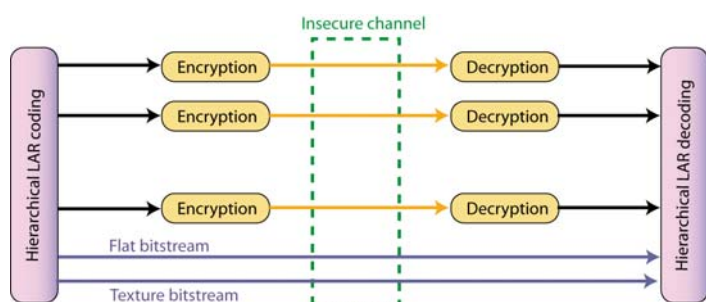 Insecure channel
Hierarchical LAR coding
Encryption
Decryption
Encryption
Decryption
Encryption
Decryption
Flat bitstream
Texture bitstream
Hierarchical LAR decoding